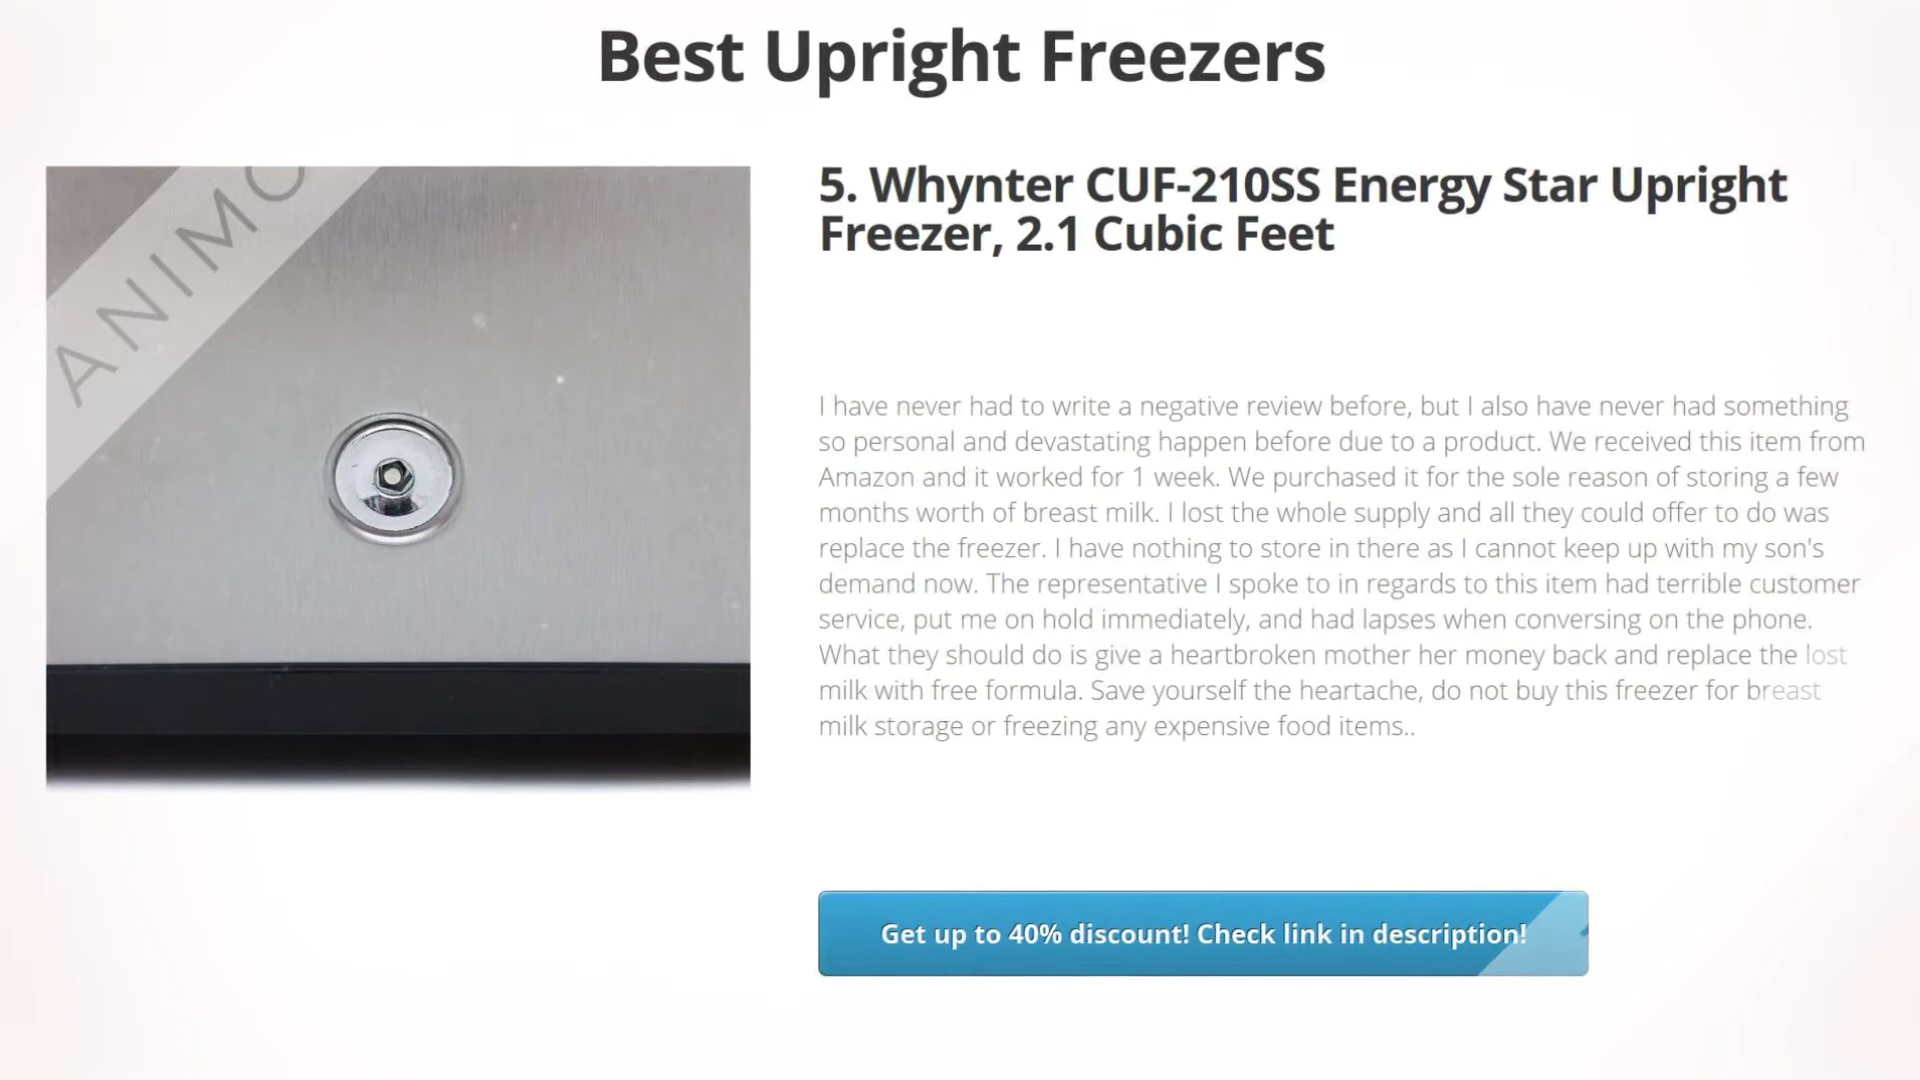 Best Upright Freezers
ANIMO
5. Whynter CUF-210SS Energy Star Upright
Freezer, 2.1 Cubic Feet
I have never had to write a negative review before, but I also have never had something
so personal and devastating happen before due to a product. We received this item from
Amazon and it worked for 1 week. We purchased it for the sole reason of storing a few
months worth of breast milk. I lost the whole supply and all they could offer to do was
replace the freezer. I have nothing to store in there as I cannot keep up with my son's
demand now. The representative I spoke to in regards to this item had terrible customer
service, put me on hold immediately, and had lapses when conversing on the phone.
What they should do is give a heartbroken mother her money back and replace the lost
milk with free formula. Save yourself the heartache, do not buy this freezer for breast
milk storage or freezing any expensive food items..
Get up to 40% discount! Check link in description!